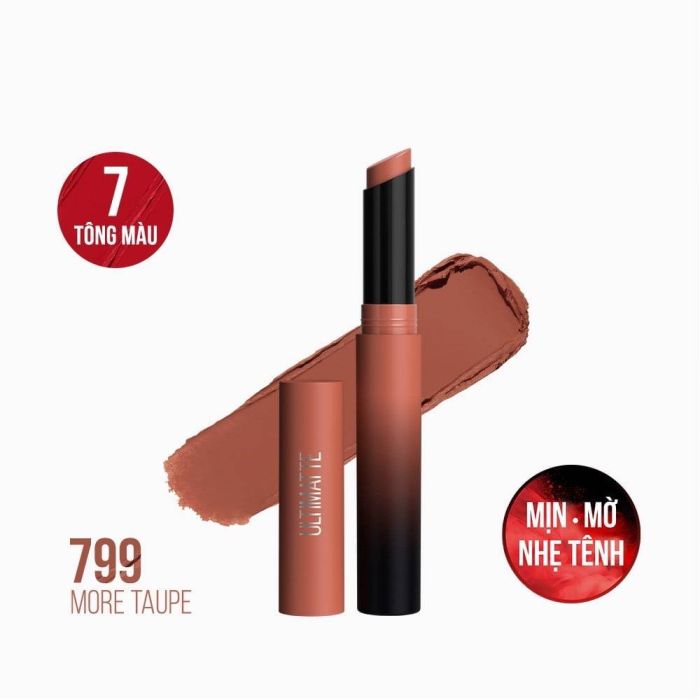 7
TÔNG MÀU
ULTIMATTE
MỊN . MỜ
NHẸ TÊNH
799
MORE TAUPE